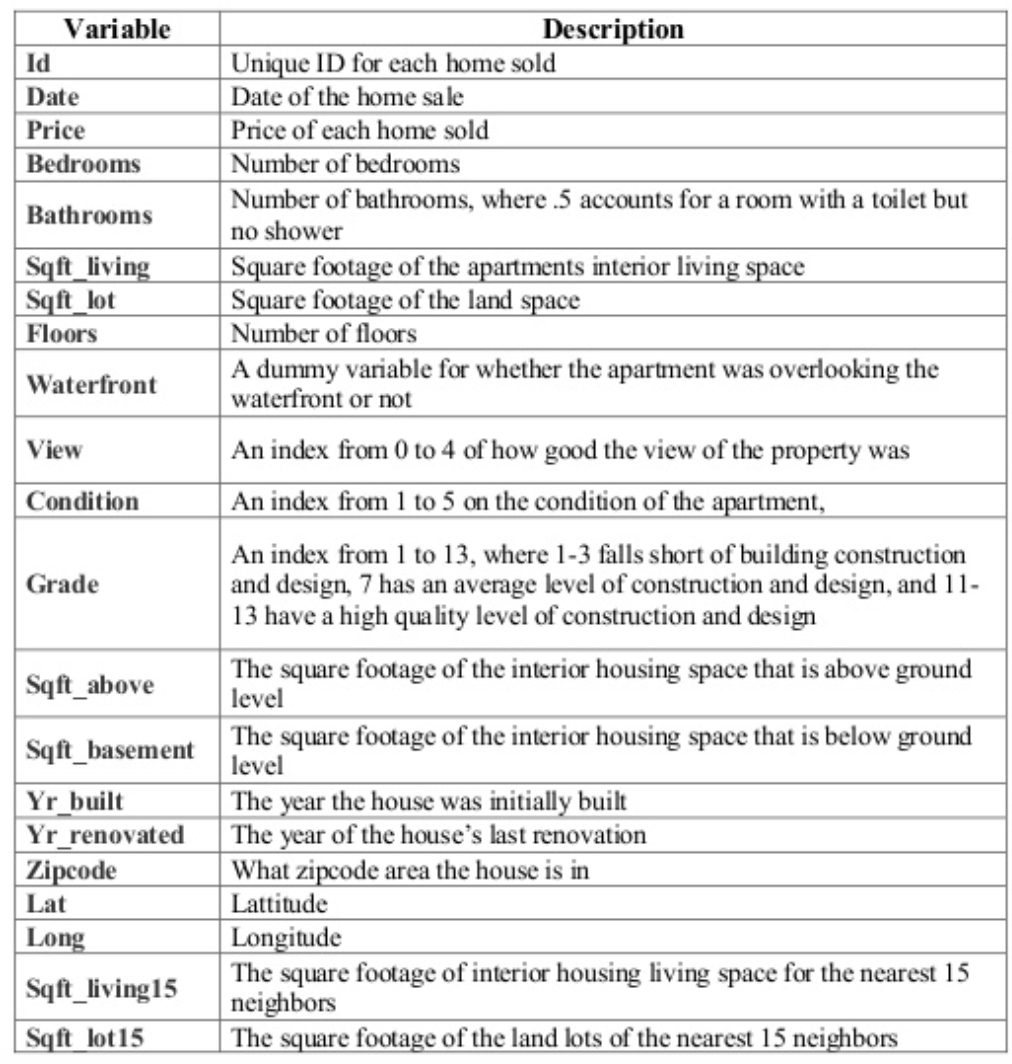 Variable Description
Id Unique ID for each home sold
Date Date of the home sale
Price Price of each home sold
Bedrooms Number of bedrooms
Bathrooms Number of bathrooms, where .5 accounts for a room with a toilet but
no shower
Sqft_living Square footage of the apartments interior living space
Sqft_lot Square footage of the land space
Floors Number of floors
Waterfront A dummy variable for whether the apartment was overlooking the
waterfront or not
View An index from 0 to 4 of how good the view of the property was
Condition An index from 1 to 5 on the condition of the apartment,
Grade An index from 1 to 13, where 1-3 falls short of building construction
and design, 7 has an average level of construction and design, and 11-
13 have a high quality level of construction and design
Sqft_above The square footage of the interior housing space that is above ground
level
Sqft_basement The square footage of the interior housing space that is below ground
level
Yr_built The year the house was initially built
Yr_renovated The year of the house’s last renovation
Zipcode What zipcode area the house is in
Lat Lattitude
Long Longitude
Sqft_living15 The square footage of interior housing living space for the nearest 15
neighbors
Sqft_lot15 The square footage of the land lots of the nearest 15 neighbors